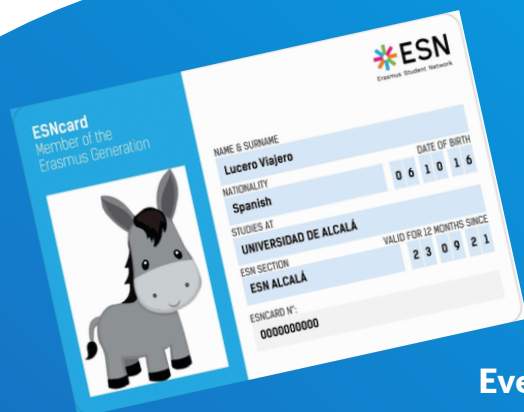 ESNcard
Member of the
Erasmus Generation
ESN
Erasmus Student Network
NAME & SURNAME
Lucero Viajero
NATIONALITY
Spanish
DATE OF BIRTH
0 6 1 0 1 6
STUDIES AT
UNIVERSIDAD DE ALCALÁ
ESN SECTION
ESN ALCALÁ
VALID FOR 12 MONTHS SINCE
2 3 0 9 2 1
ESNCARD Nº:
0000000000
Eve